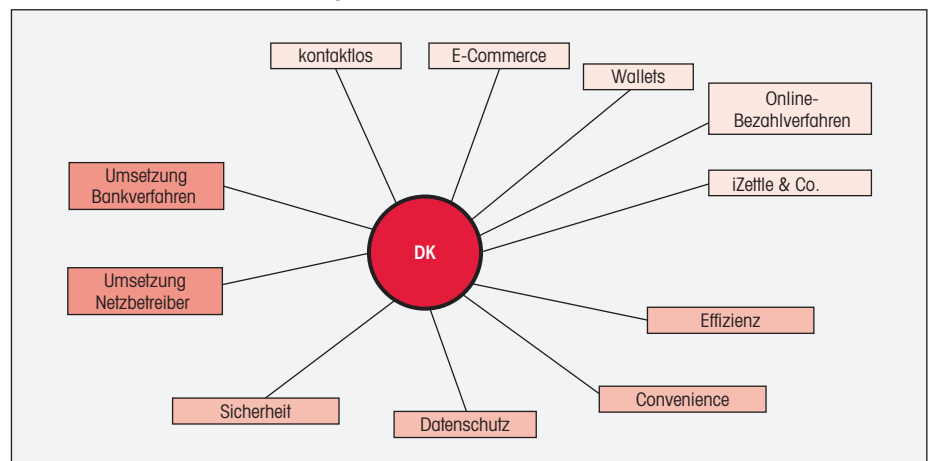 kontaktlos
E-Commerce
Wallets
Online-
Bezahlverfahren
Umsetzung
Bankverfahren
iZettle & Co.
DK
Umsetzung
Netzbetreiber
Effizienz
Convenience
Sicherheit
Datenschutz